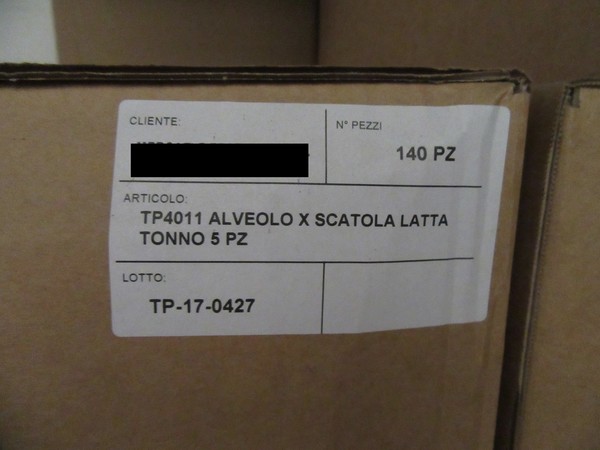 CLIENTE:
N° PEZZI
140 PZ
ARTICOLO:
TP4011 ALVEOLO X SCATOLA LATTA
TONNO 5 PZ
LOTTO:
TP-17-0427